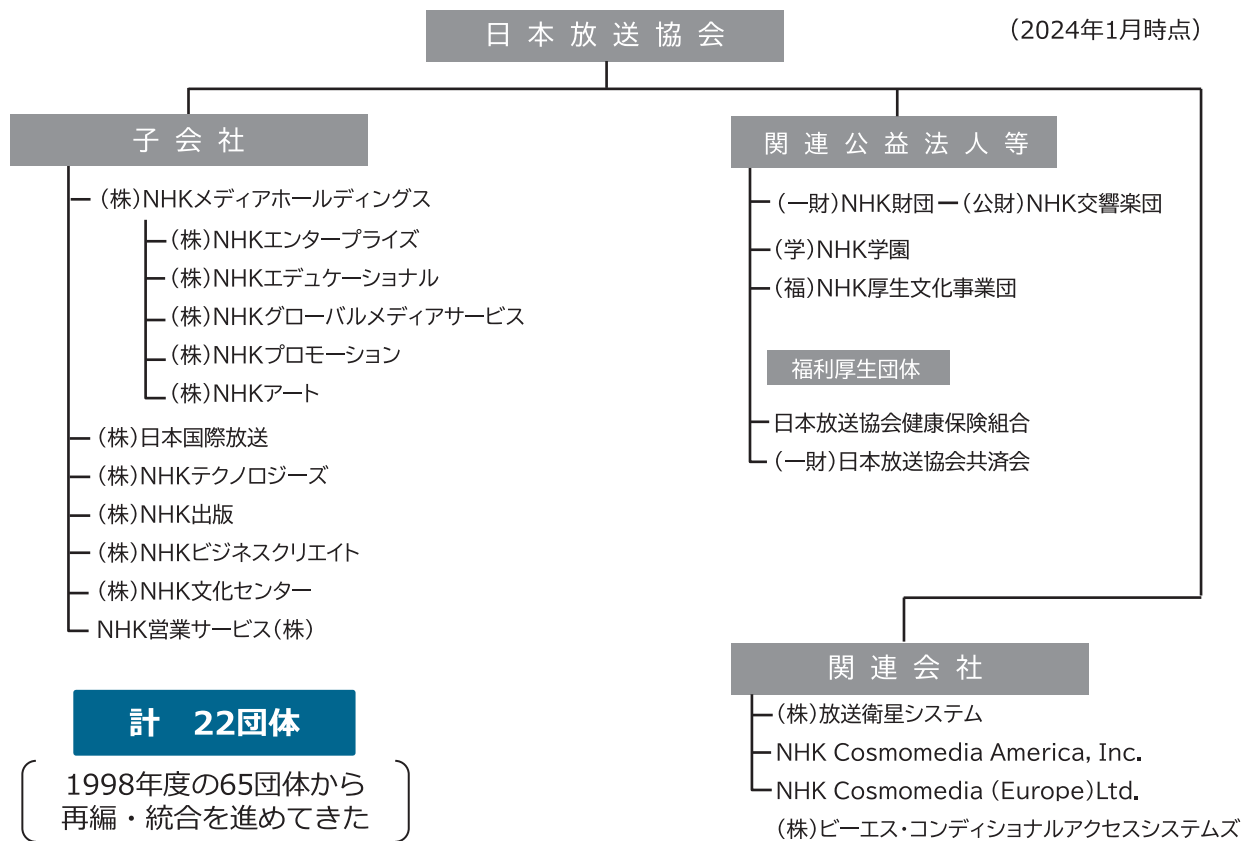 日本放送協会
（2024年1月時点）
子会社
(株)NHKメディアホールディングス
(株)NHKエンタープライズ
(株)NHKエデュケーショナル
(株)NHKグローバルメディアサービス
(株)NHKプロモーション
(株)NHKアート
(株)日本国際放送
(株)NHKテクノロジーズ
(株)NHK出版
(株)NHKビジネスクリエイト
(株)NHK文化センター
NHK営業サービス(株)
計　22団体
1998年度の65団体から
再編・統合を進めてきた
関連公益法人等
(一財)NHK財団ー(公財)NHK交響楽団
(学)NHK学園
(福)NHK厚生文化事業団
福利厚生団体
日本放送協会健康保険組合
(一財)日本放送協会共済会
関連会社
(株)放送衛星システム
NHK Cosmomedia America, Inc.
NHK Cosmomedia (Europe)Ltd.
(株)ビーエス・コンディショナルアクセスシステムズ